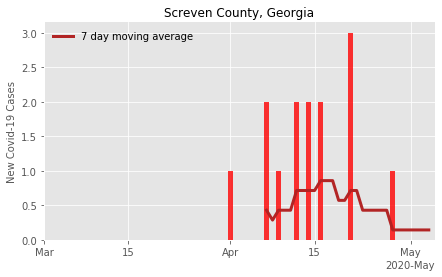 Screven County, Georgia
7 day moving average
New Covid-19 Cases
3.0
2.5
2.0
1.5
1.0
0.5
0.0
Mar 15 Apr 15 May
2020-May